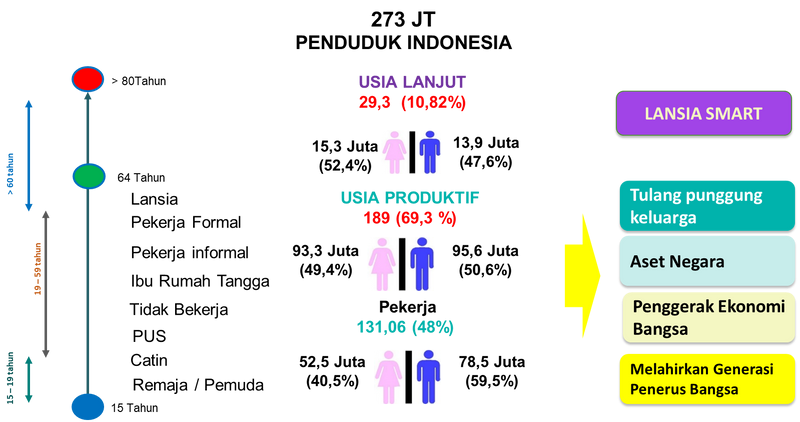 273 JT
PENDUDUK INDONESIA
> 80Tahun
> 60 tahun
64 Tahun
19 – 59 tahun
15 – 19 tahun
15 Tahun
Lansia
Pekerja Formal
Pekerja informal
Ibu Rumah Tangga
Tidak Bekerja
PUS
Catin
Remaja / Pemuda
USIA LANJUT
29,3 (10,82%)
15,3 Juta
(52,4%)
13,9 Juta
(47,6%)
USIA PRODUKTIF
189 (69,3 %)
93,3 Juta
(49,4%)
95,6 Juta
(50,6%)
Pekerja
131,06 (48%)
52,5 Juta
(40,5%)
78,5 Juta
(59,5%)
LANSIA SMART
Tulang punggung
keluarga
Aset Negara
Penggerak Ekonomi
Bangsa
Melahirkan Generasi
Penerus Bangsa